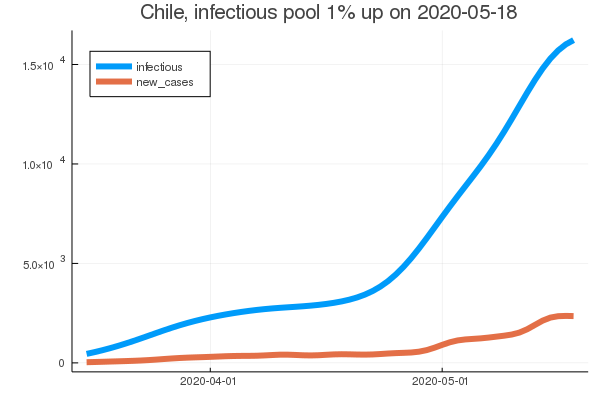 Chile, infectious pool 1% up on 2020-05-18
infectious
new_cases
1.5×10 4
1.0×10 4
5.0×10 3
0
2020-04-01
2020-05-01